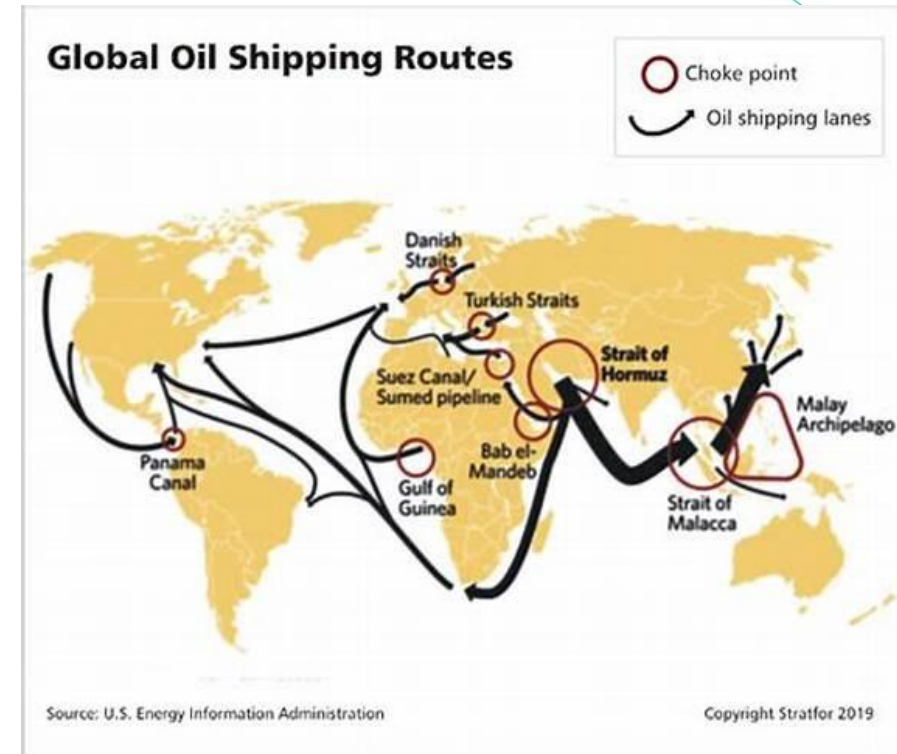 Global Oil Shipping Routes
Choke point
Oil shipping lanes
Danish
Straits
Turkish Straits
Strait of
Hormuz
Suez Canal/
Sumed pipeline
Malay
Archipelago
Bab el-
Mandeb
Panama
Canal
Gulf of
Guinea
Strait of
Malacca
Source: U.S. Energy Information Administration
Copyright Stratfor 2019